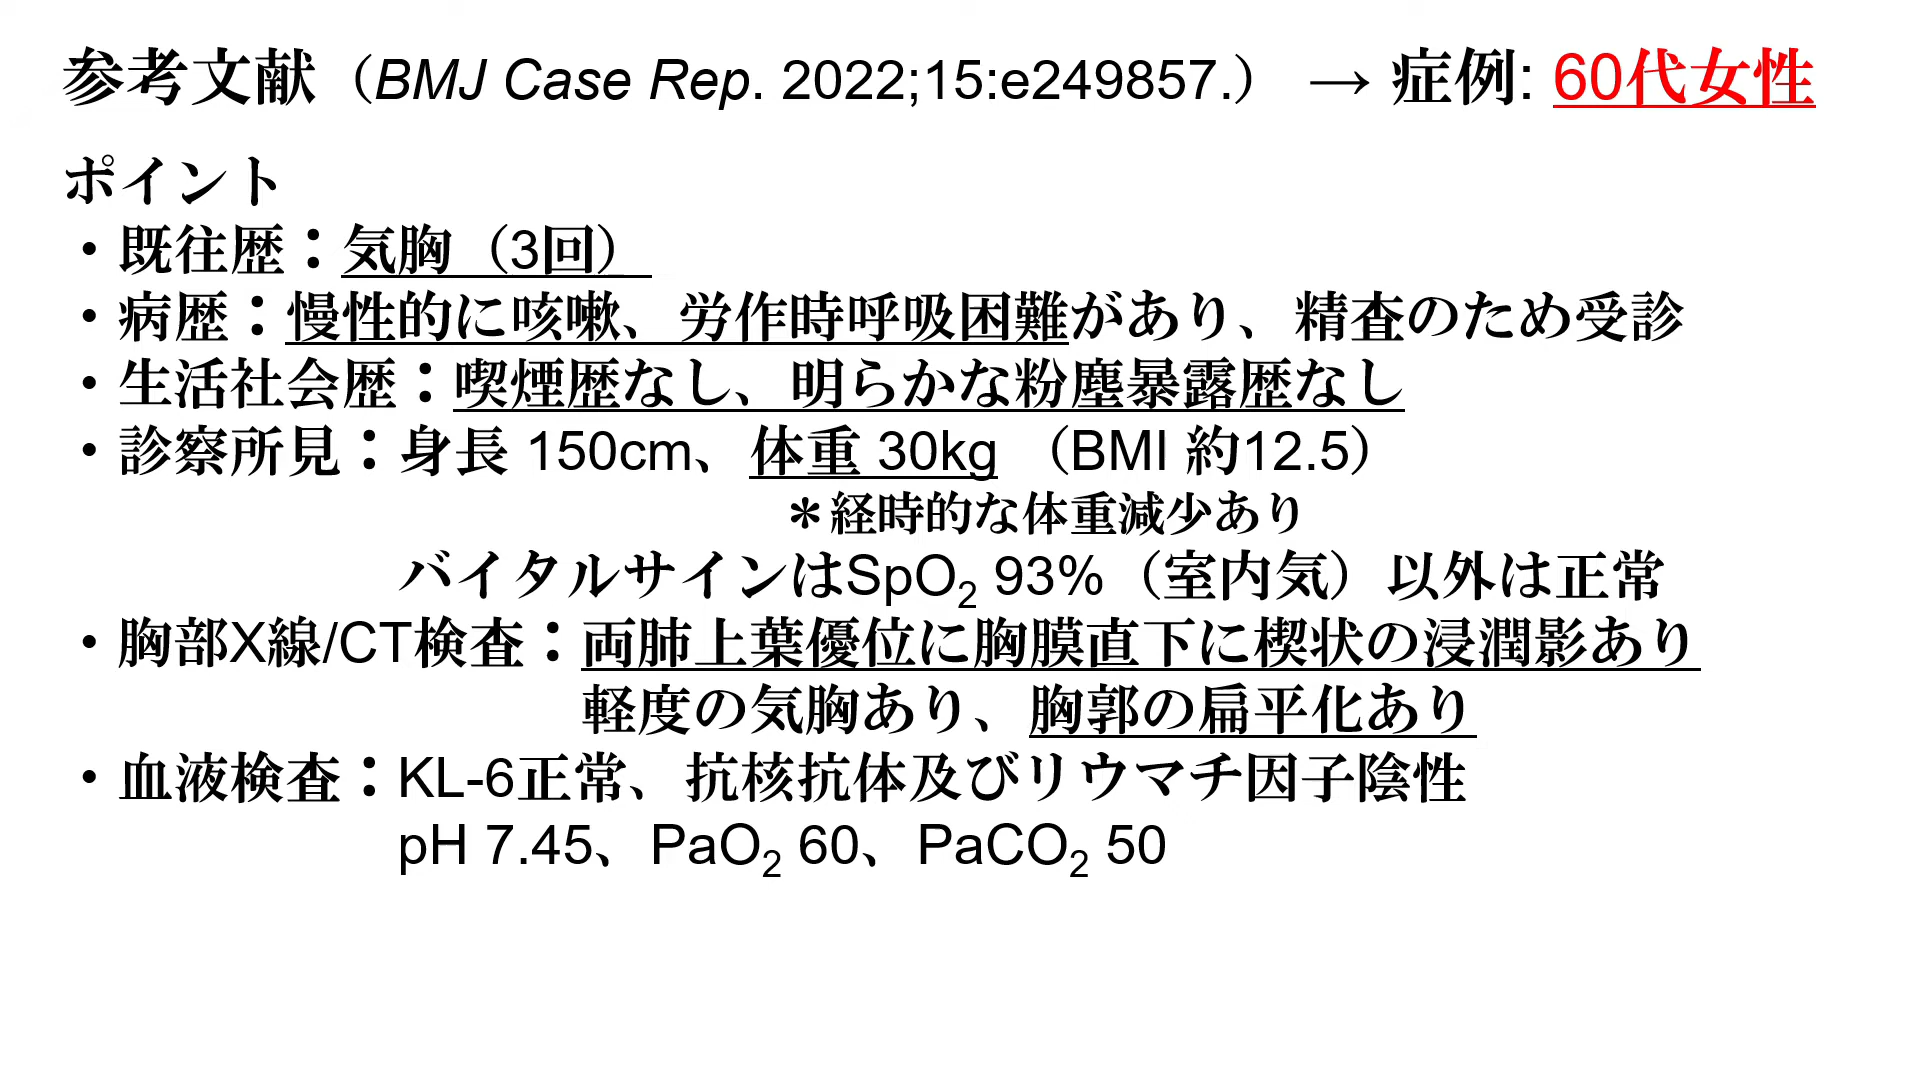 参考文献（BMJ Case Rep. 2022;15:e249857.） → 症例: 60代女性
ポイント
・既往歴：気胸（3回）
・病歴：慢性的に咳嗽、労作時呼吸困難があり、精査のため受診
・生活社会歴：喫煙歴なし、明らかな粉塵暴露歴なし
・診察所見：身長 150cm、体重 30kg （BMI 約12.5）
＊経時的な体重減少あり
バイタルサインはSpO₂ 93%（室内気）以外は正常
・胸部X線/CT検査：両肺上葉優位に胸膜直下に楔状の浸潤影あり
軽度の気胸あり、胸郭の扁平化あり
・血液検査：KL-6正常、抗核抗体及びリウマチ因子陰性
pH 7.45、PaO₂ 60、PaCO₂ 50